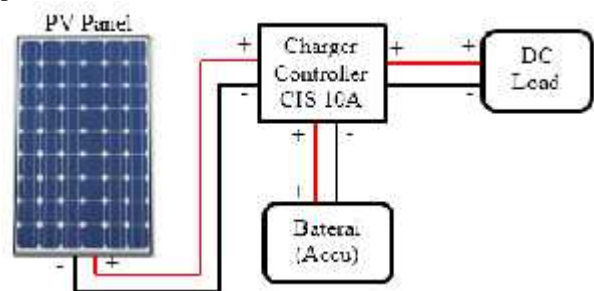 PV Panel
+
-
Charger
Controller
CIS 10A
+
-
+
-
DC
Load
+
-
+
Baterai
(Accu)
-
+